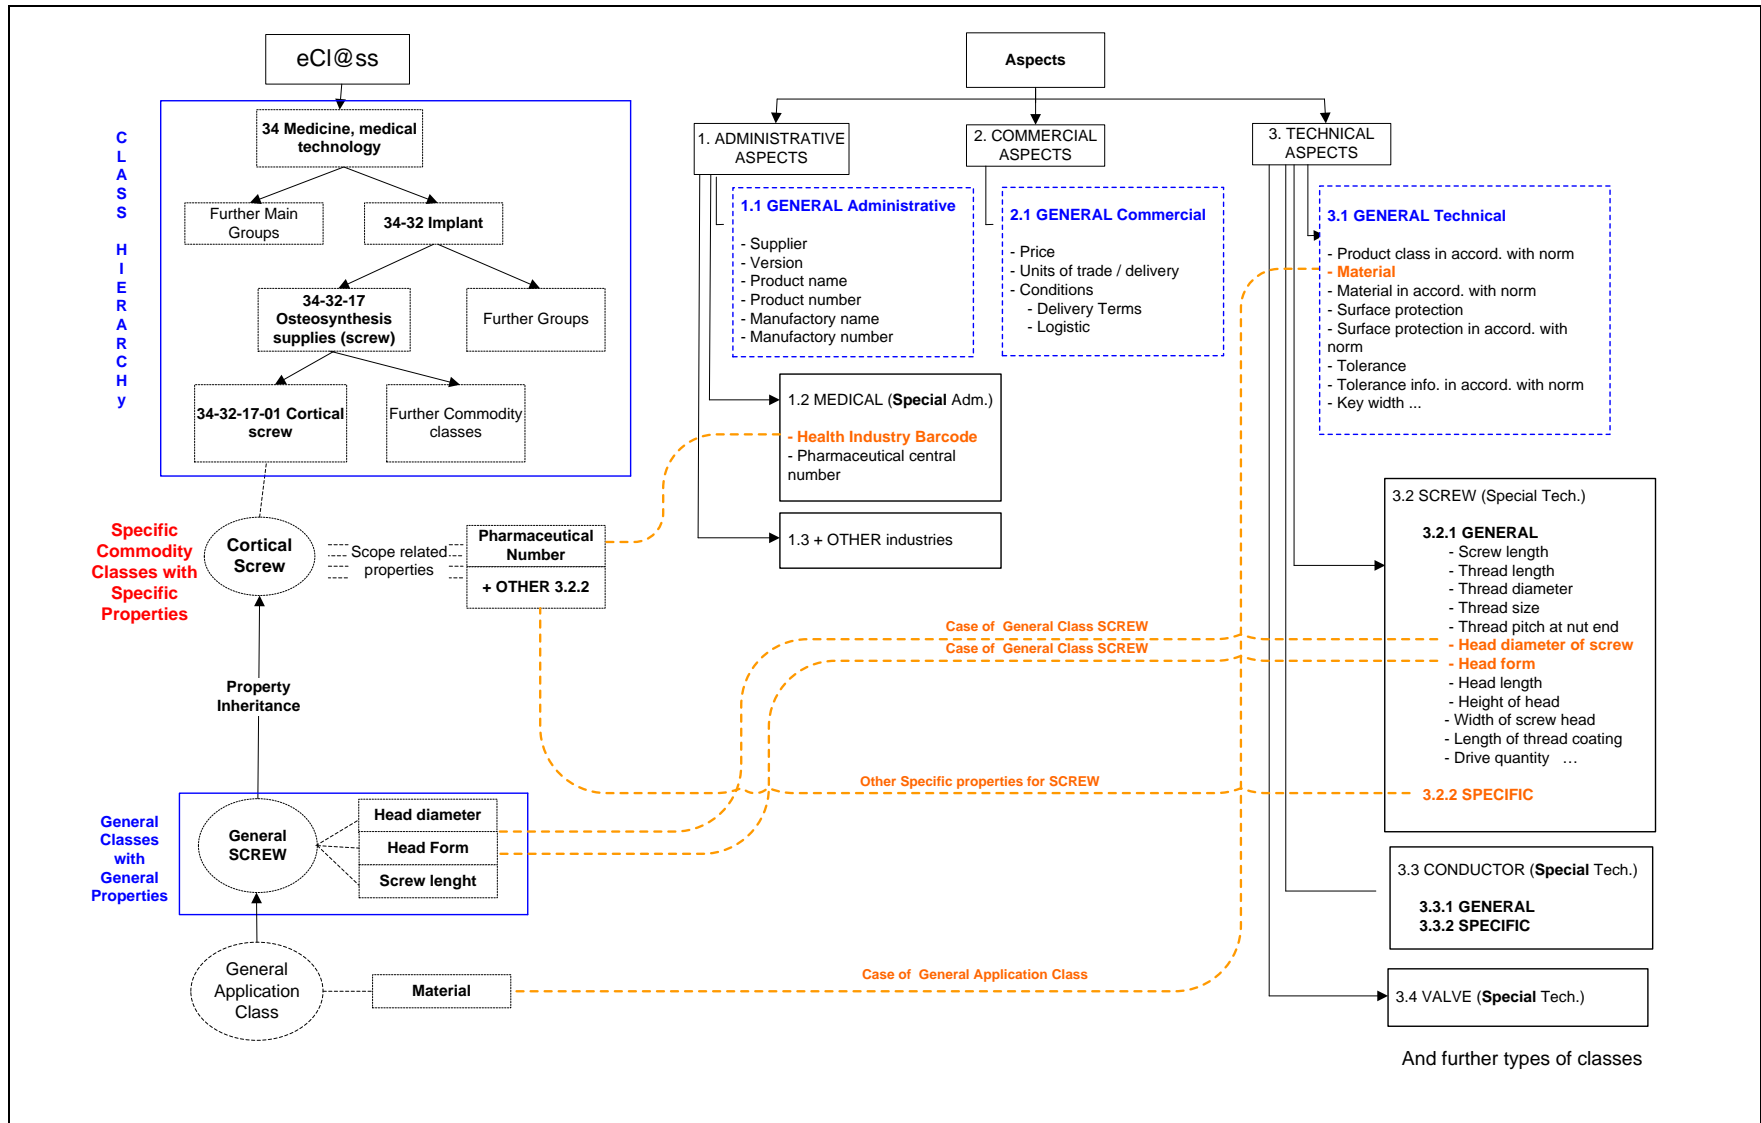 eCl@ss
CLASS HIERARCHy
34 Medicine, medical
technology
Further Main
Groups
34-32 Implant
34-32-17
Osteosynthesis
supplies (screw)
Further Groups
34-32-17-01 Cortical
screw
Further Commodity
classes
Specific
Commodity
Classes with
Specific
Properties
Cortical
Screw
Scope related
properties
Pharmaceutical
Number
+ OTHER 3.2.2
Property
Inheritance
General
Classes
with
General
Properties
General
SCREW
Head diameter
Head Form
Screw lenght
General
Application
Class
Material
Aspects
1. ADMINISTRATIVE
ASPECTS
2. COMMERCIAL
ASPECTS
3. TECHNICAL
ASPECTS
1.1 GENERAL Administrative
- Supplier
- Version
- Product name
- Product number
- Manufactory name
- Manufactory number
2.1 GENERAL Commercial
- Price
- Units of trade / delivery
- Conditions
- Delivery Terms
- Logistic
3.1 GENERAL Technical
- Product class in accord. with norm
- Material
- Material in accord. with norm
- Surface protection
- Surface protection in accord. with
norm
- Tolerance
- Tolerance info. in accord. with norm
- Key width ...
1.2 MEDICAL (Special Adm.)
- Health Industry Barcode
- Pharmaceutical central
number
1.3 + OTHER industries
Case of General Class SCREW
Case of General Class SCREW
Other Specific properties for SCREW
Case of General Application Class
3.2 SCREW (Special Tech.)
3.2.1 GENERAL
- Screw length
- Thread length
- Thread diameter
- Thread size
- Thread pitch at nut end
- Head diameter of screw
- Head form
- Head length
- Height of head
- Width of screw head
- Length of thread coating
- Drive quantity ...
3.2.2 SPECIFIC
3.3 CONDUCTOR (Special Tech.)
3.3.1 GENERAL
3.3.2 SPECIFIC
3.4 VALVE (Special Tech.)
And further types of classes